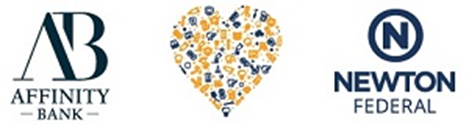 AB
AFFINITY
– BANK –
N
NEWTON
FEDERAL